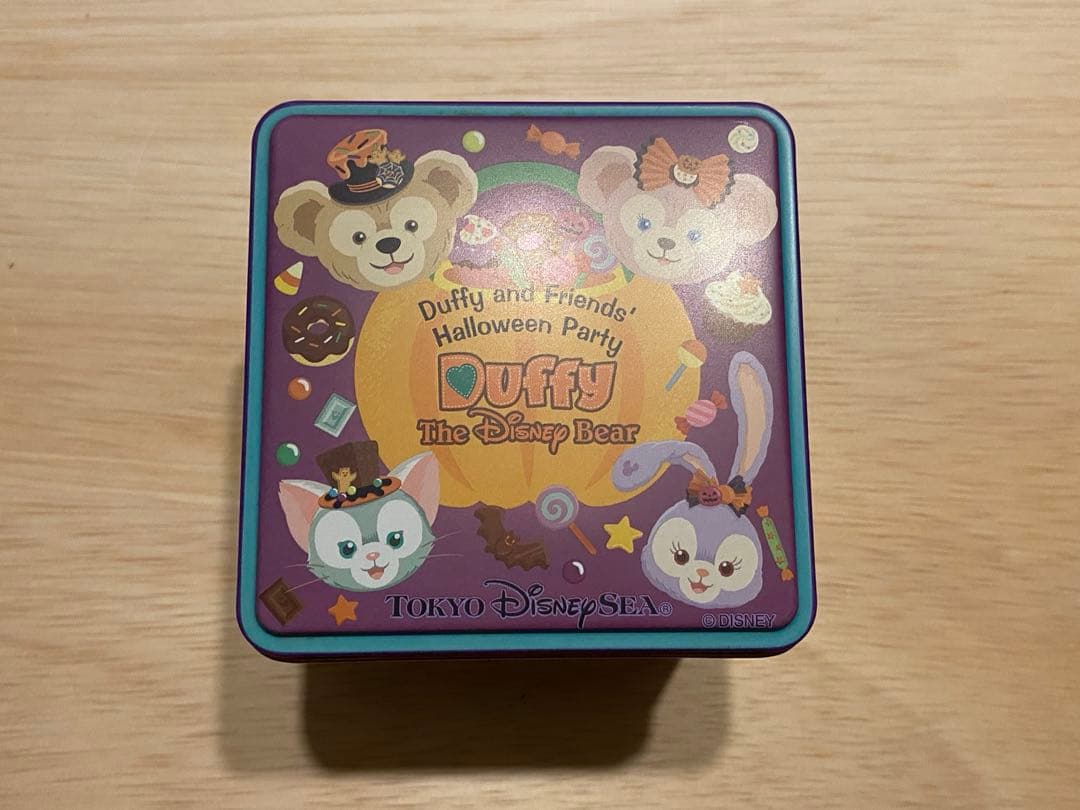 Duffy and Friends'
Halloween Party
Duffy
The Disney Bear
TOKYO DisneySEA®
© DISNEY